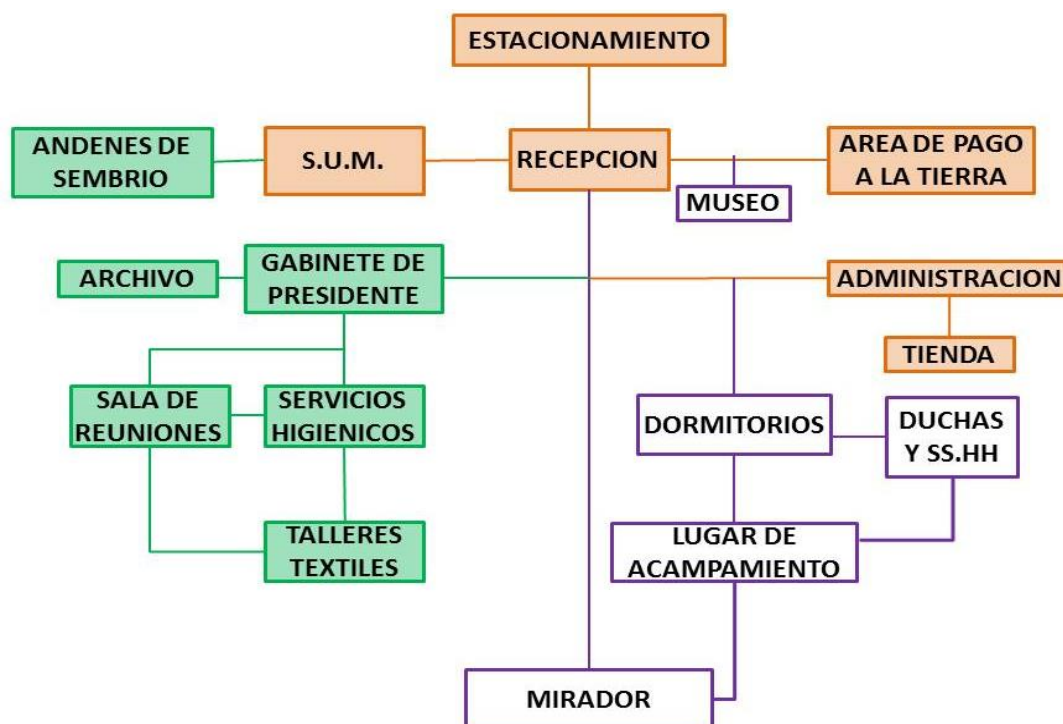 ESTACIONAMIENTO
ANDENES DE
SEMBRIO
S.U.M.
RECEPCION
AREA DE PAGO
A LA TIERRA
MUSEO
ARCHIVO
GABINETE DE
PRESIDENTE
ADMINISTRACION
TIENDA
SALA DE
REUNIONES
SERVICIOS
HIGIENICOS
DORMITORIOS
DUCHAS
Y SS.HH
TALLERES
TEXTILES
LUGAR DE
ACAMPAMIENTO
MIRADOR